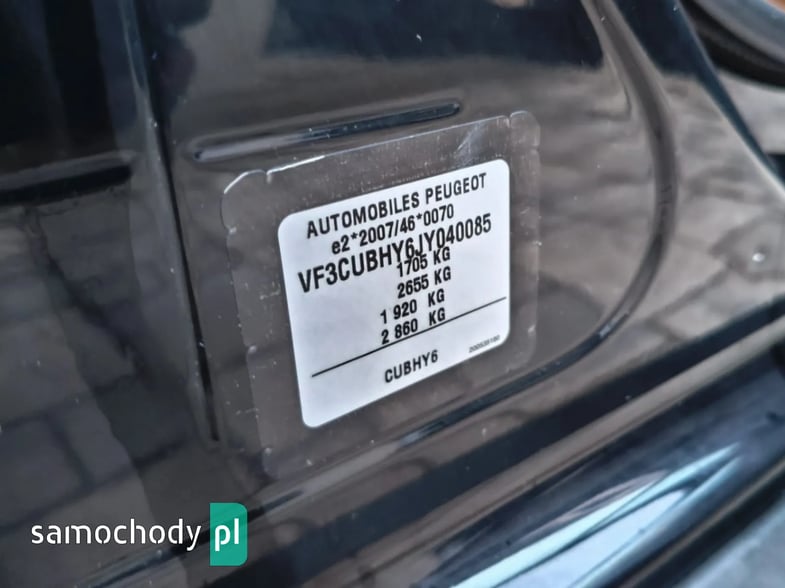 AUTOMOBILES PEUGEOT
e2*2007/46*0070
VF3CUBHY6JY040085
1705 KG
2655 KG
1 920 KG
2 860 KG
CUBHY6
samochody pl